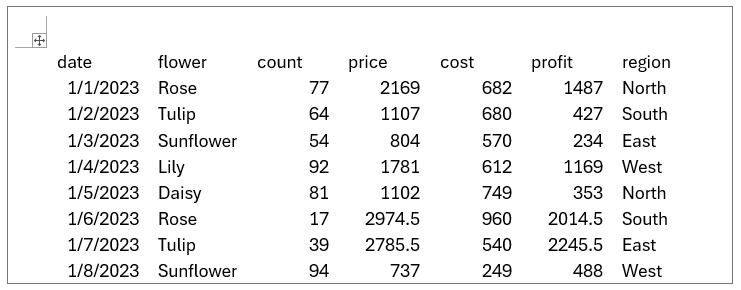 date flower count price cost profit region
1/1/2023 Rose 77 2169 682 1487 North
1/2/2023 Tulip 64 1107 680 427 South
1/3/2023 Sunflower 54 804 570 234 East
1/4/2023 Lily 92 1781 612 1169 West
1/5/2023 Daisy 81 1102 749 353 North
1/6/2023 Rose 17 2974.5 960 2014.5 South
1/7/2023 Tulip 39 2785.5 540 2245.5 East
1/8/2023 Sunflower 94 737 249 488 West